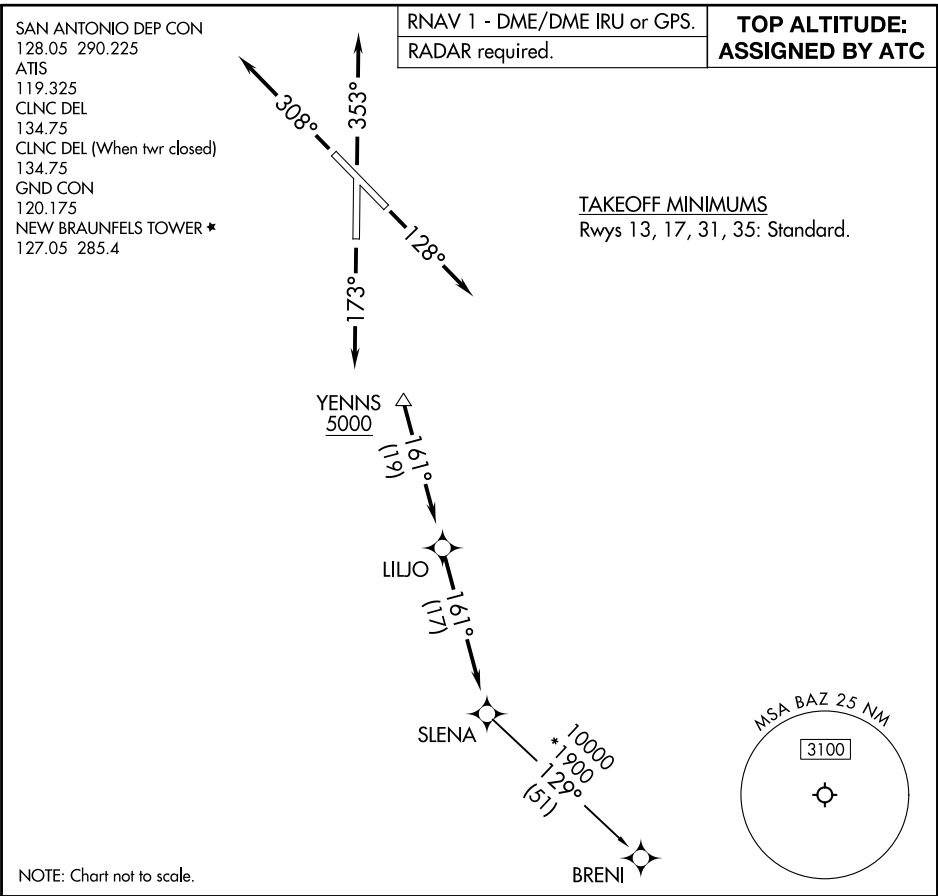 SAN ANTONIO DEP CON
128.05 290.225
ATIS
119.325
CLNC DEL
134.75
CLNC DEL (When twr closed)
134.75
GND CON
120.175
NEW BRAUNFELS TOWER ★
127.05 285.4
RNAV 1 - DME/DME IRU or GPS.
RADAR required.
TOP ALTITUDE:
ASSIGNED BY ATC
308°
353°
128°
173°
TAKEOFF MINIMUMS
Rwys 13, 17, 31, 35: Standard.
YENNS
5000
161°
(19)
LILJO
161°
(17)
SLENA
10000
*1900
129°
(51)
BRENI
MSA BAZ 25 NM
3100
NOTE: Chart not to scale.